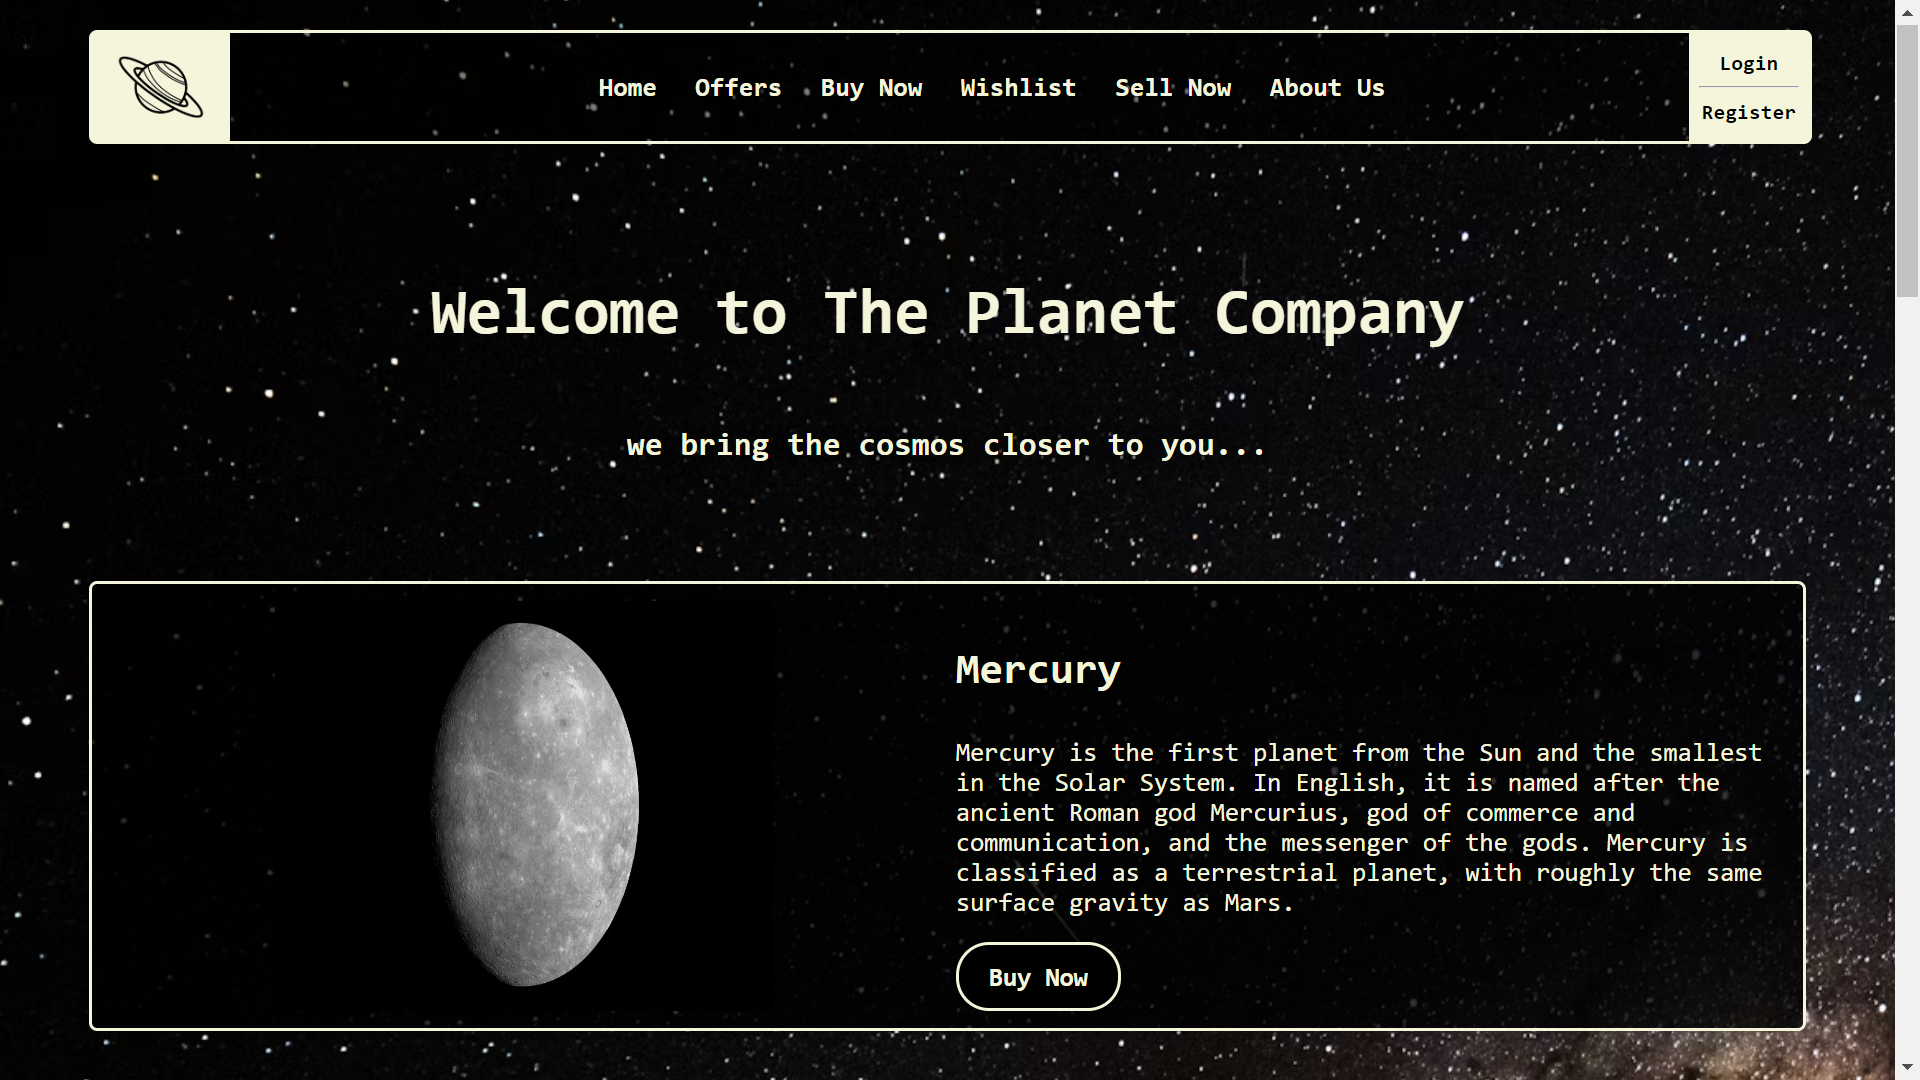 Home Offers Buy Now Wishlist Sell Now About Us
Login
Register
Welcome to The Planet Company
we bring the cosmos closer to you...
Mercury
Mercury is the first planet from the Sun and the smallest
in the Solar System. In English, it is named after the
ancient Roman god Mercurius, god of commerce and
communication, and the messenger of the gods. Mercury is
classified as a terrestrial planet, with roughly the same
surface gravity as Mars.
Buy Now